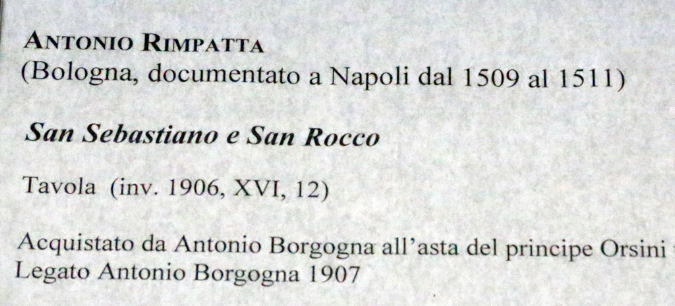 ANTONIO RIMPATTA
(Bologna, documentato a Napoli dal 1509 al 1511)
San Sebastiano e San Rocco
Tavola (inv. 1906, XVI, 12)
Acquistato da Antonio Borgogna all'asta del principe Orsini
Legato Antonio Borgogna 1907